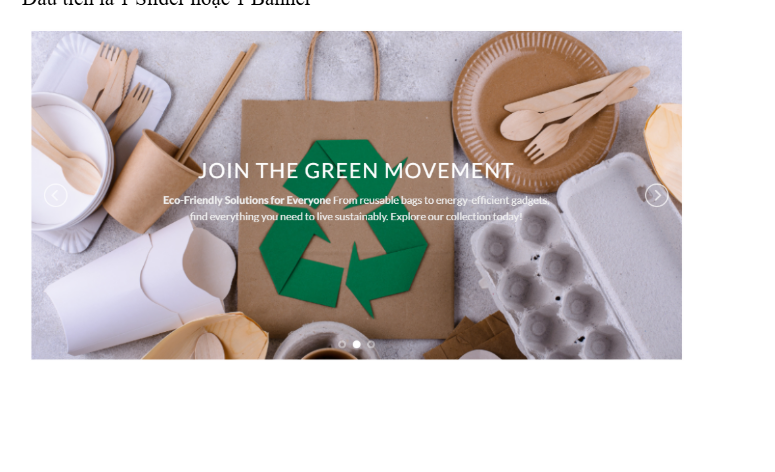 Đầu tiên là 1 Slider hoặc 1 Banner
JOIN THE GREEN MOVEMENT
Eco-Friendly Solutions for Everyone From reusable bags to energy-efficient gadgets,
find everything you need to live sustainably. Explore our collection today!